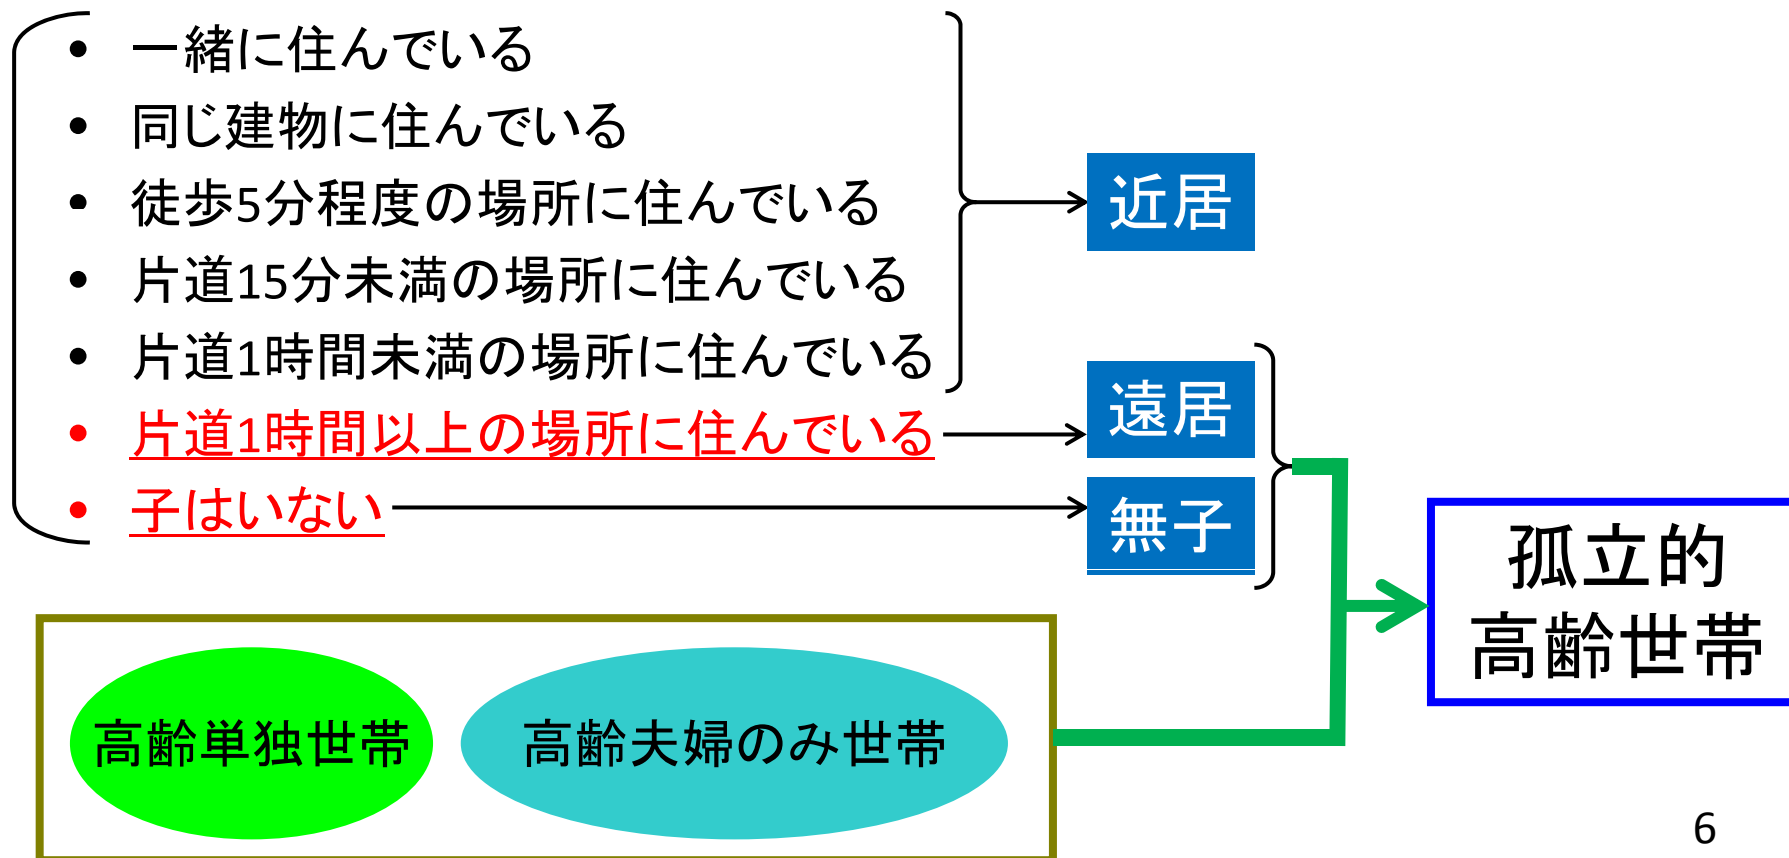 • 一緒に住んでいる
• 同じ建物に住んでいる
• 徒歩5分程度の場所に住んでいる
• 片道15分未満の場所に住んでいる
• 片道1時間未満の場所に住んでいる
• 片道1時間以上の場所に住んでいる
• 子はいない
近居
遠居
無子
孤立的
高齢世帯
高齢単独世帯
高齢夫婦のみ世帯
6